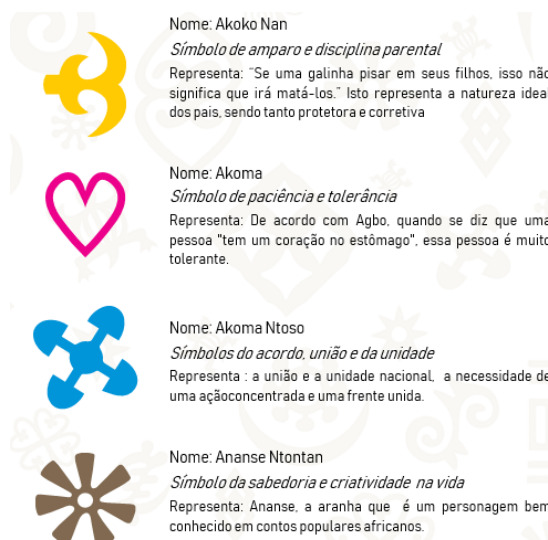 Nome: Akoko Nan
Símbolo de amparo e disciplina parental
Representa: "Se uma galinha pisar em seus filhos, isso não
significa que irá matá-los." Isto representa a natureza ideal
dos pais, sendo tanto protetora e corretiva
Nome: Akoma
Símbolo de paciência e tolerância
Representa: De acordo com Agbo, quando se diz que uma
pessoa "tem um coração no estômago", essa pessoa é muito
tolerante.
Nome: Akoma Ntoso
Símbolos do acordo, união e da unidade
Representa : a união e a unidade nacional, a necessidade de
uma açãoconcentrada e uma frente unida.
Nome: Ananse Ntontan
Símbolo da sabedoria e criatividade na vida
Representa: Ananse, a aranha que é um personagem bem
conhecido em contos populares africanos.